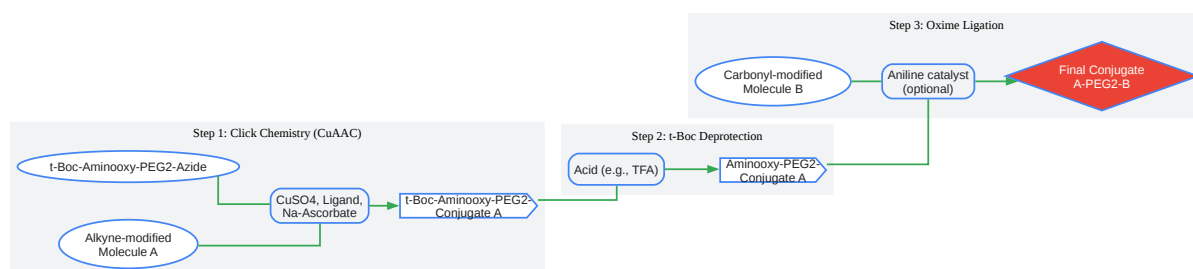 Step 1: Click Chemistry (CuAAC)
t-Boc-Aminooxy-PEG2-Azide
Alkyne-modified
Molecule A
CuSO4, Ligand,
Na-Ascorbate
t-Boc-Aminooxy-PEG2-
Conjugate A
Step 2: t-Boc Deprotection
Acid (e.g., TFA)
Aminooxy-PEG2-
Conjugate A
Step 3: Oxime Ligation
Carbonyl-modified
Molecule B
Aniline catalyst
(optional)
Final Conjugate
A-PEG2-B